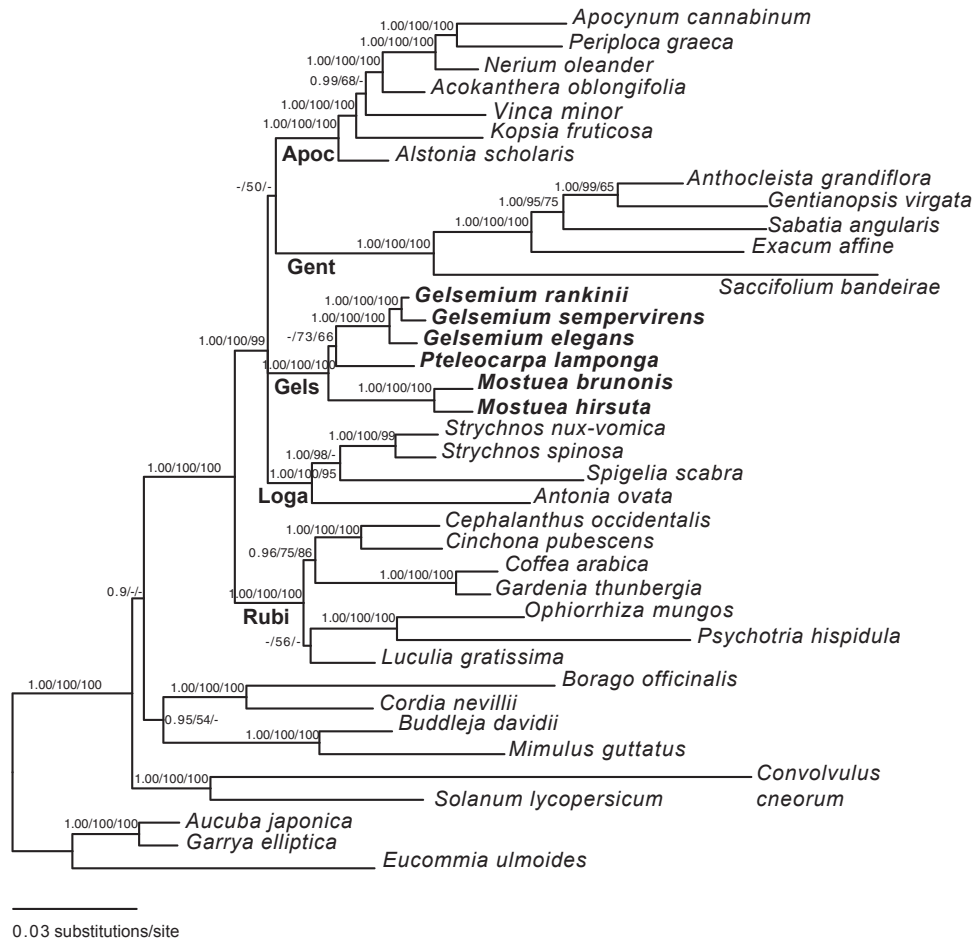 Apocynum cannabinum
1.00/100/100
Periploca graeca
1.00/100/100
Nerium oleander
1.00/100/100
Acokanthera oblongifolia
0.99/68/-
Vinca minor
1.00/100/100
Kopsia fruticosa
1.00/100/100
Apoc
Alstonia scholaris
-/50/-
Anthocleista grandiflora
1.00/99/65
Gentianopsis virgata
1.00/95/75
Sabatia angularis
1.00/100/100
Exacum affine
1.00/100/100
Gent
Saccifolium bandeirae
Gelsemium rankinii
1.00/100/100
Gelsemium sempervirens
1.00/100/100
Gelsemium elegans
-/73/66
1.00/100/99
Pteleocarpa lamponga
1.00/100/100
Gels
Mostuea brunonis
1.00/100/100
Mostuea hirsuta
Strychnos nux-vomica
1.00/100/99
Strychnos spinosa
1.00/98/-
Spigelia scabra
1.00/100/95
Loga
Antonia ovata
1.00/100/100
Cephalanthus occidentalis
1.00/100/100
Cinchona pubescens
0.96/75/86
Coffea arabica
1.00/100/100
Gardenia thunbergia
0.9/-/-
1.00/100/100
Rubi
Ophiorrhiza mungos
1.00/100/100
Psychotria hispidula
-/56/-
Luculia gratissima
1.00/100/100
Borago officinalis
1.00/100/100
Cordia nevillii
0.95/54/-
Buddleja davidii
1.00/100/100
Mimulus guttatus
Convolvulus
cneorum
1.00/100/100
Solanum lycopersicum
Aucuba japonica
1.00/100/100
Garrya elliptica
Eucommia ulmoides
0.03 substitutions/site